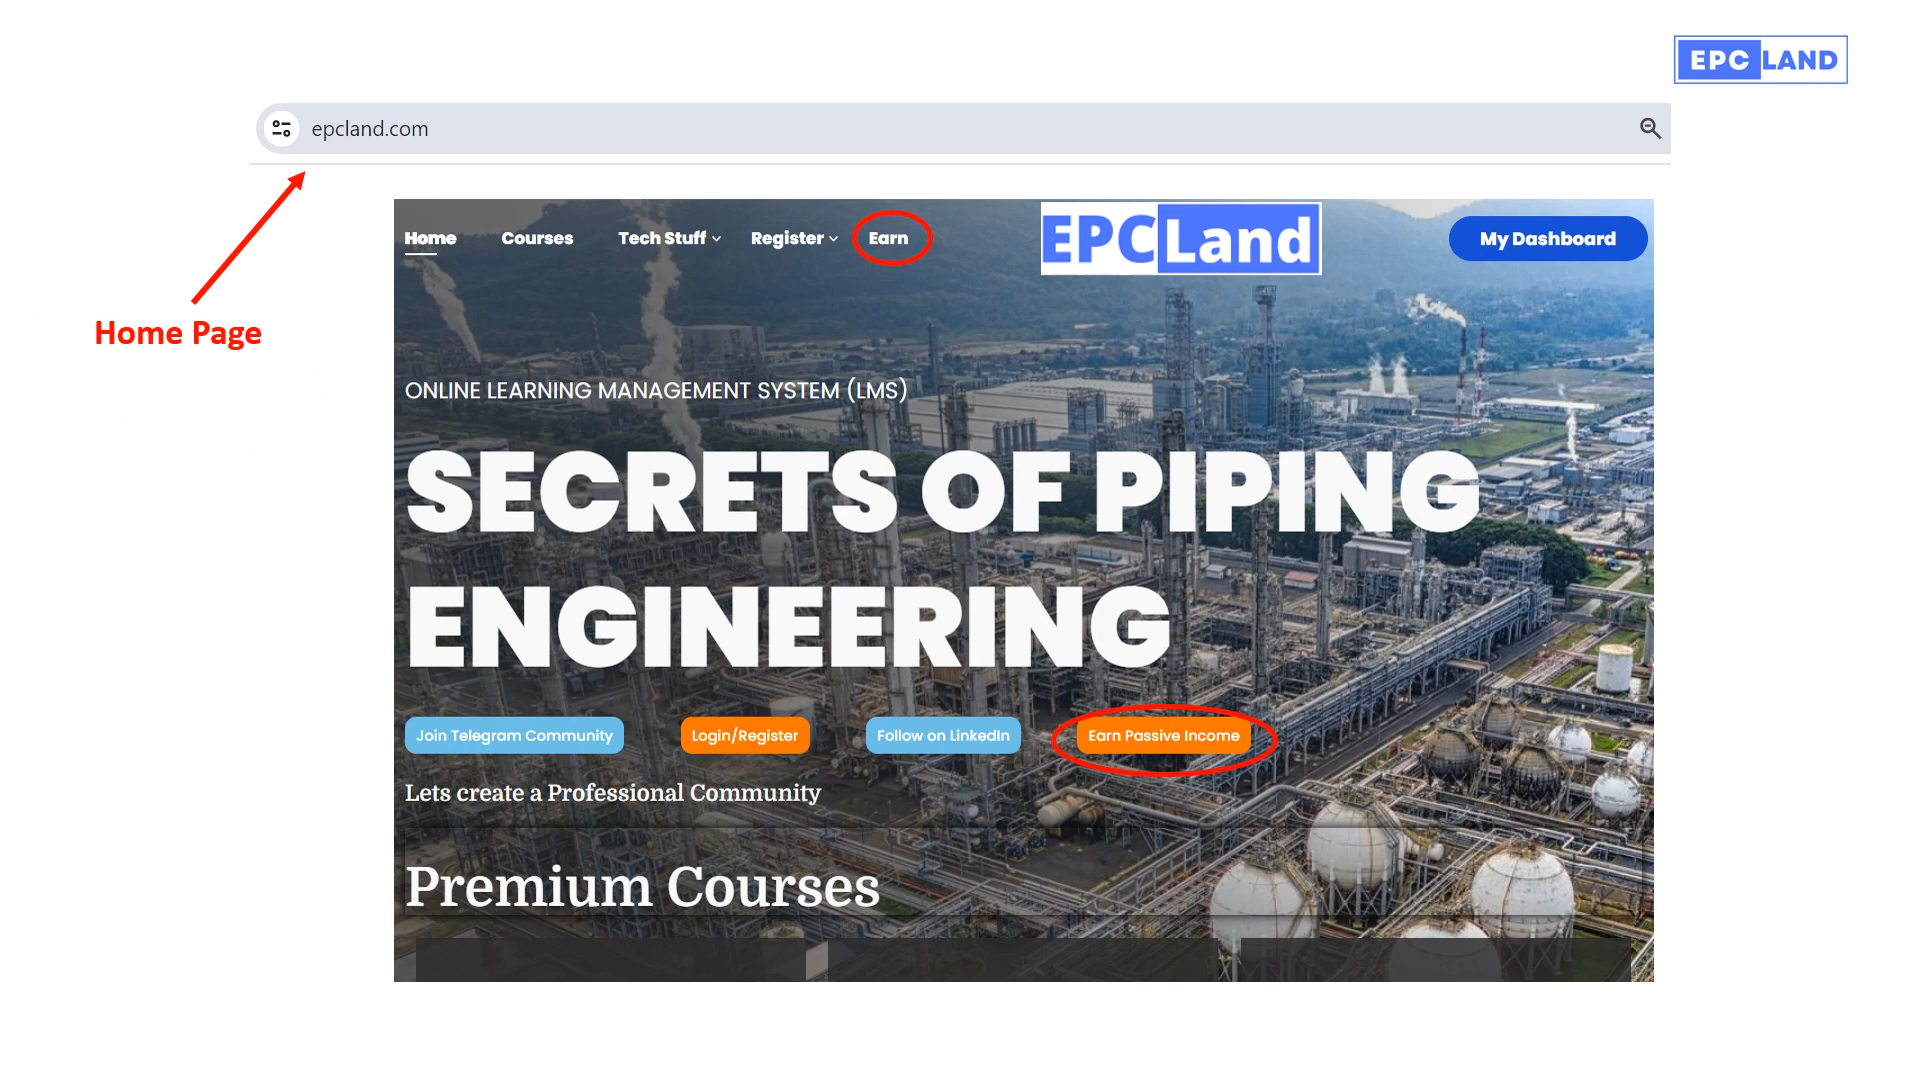 EPC LAND
epcland.com
Home Page
Home Courses Tech Stuff Register Earn EPC Land My Dashboard
ONLINE LEARNING MANAGEMENT SYSTEM (LMS)
SECRETS OF PIPING
ENGINEERING
Join Telegram Community Login/Register Follow on LinkedIn Earn Passive Income
Lets create a Professional Community
Premium Courses